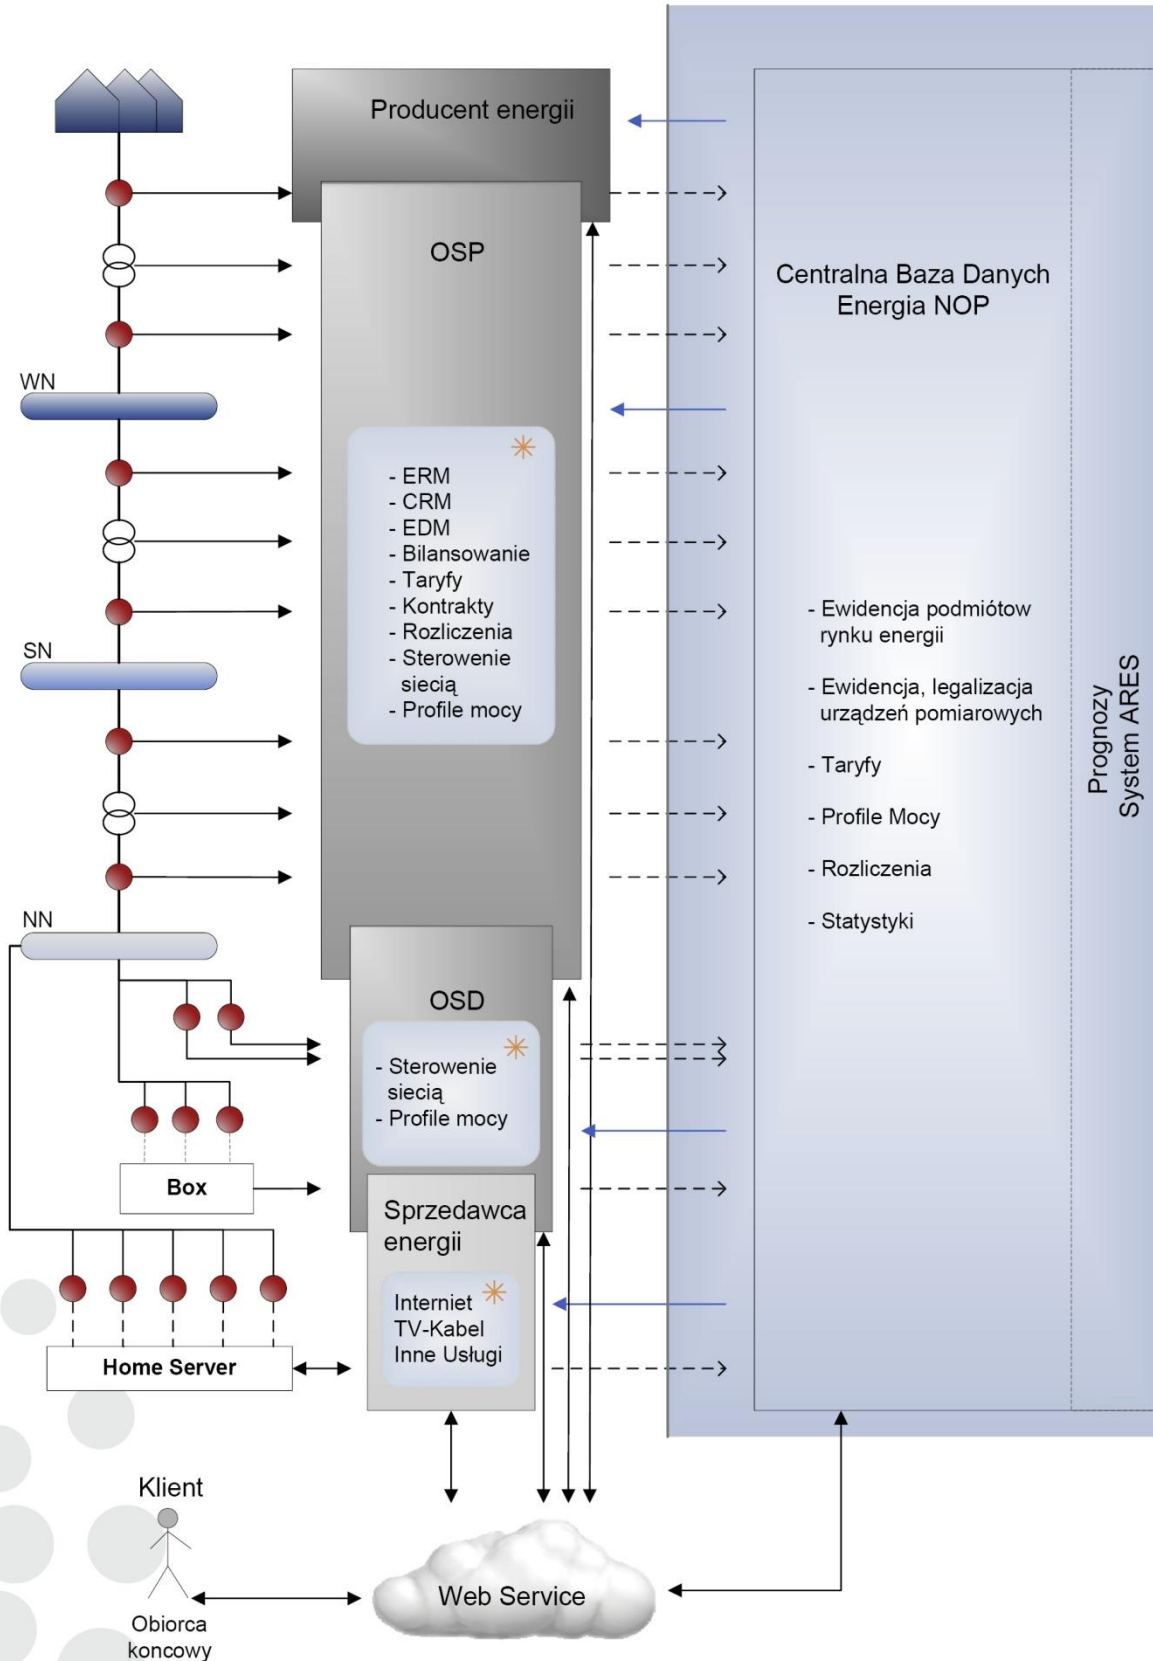 Producent energii
OSP
Centralna Baza Danych
Energia NOP
WN
- ERM
- CRM
- EDM
- Bilansowanie
- Taryfy
- Kontrakty
- Rozliczenia
- Sterowenie
siecią
- Profile mocy
- Ewidencja podmiótow
rynku energii
- Ewidencja, legalizacja
urządzeń pomiarowych
- Taryfy
- Profile Mocy
- Rozliczenia
- Statystyki
Prognozy
System ARES
SN
NN
OSD
- Sterowenie
siecią
- Profile mocy
Box
Sprzedawca
energii
Interniet
TV-Kabel
Inne Usługi
Home Server
Klient
Obiorca
koncowy
Web Service